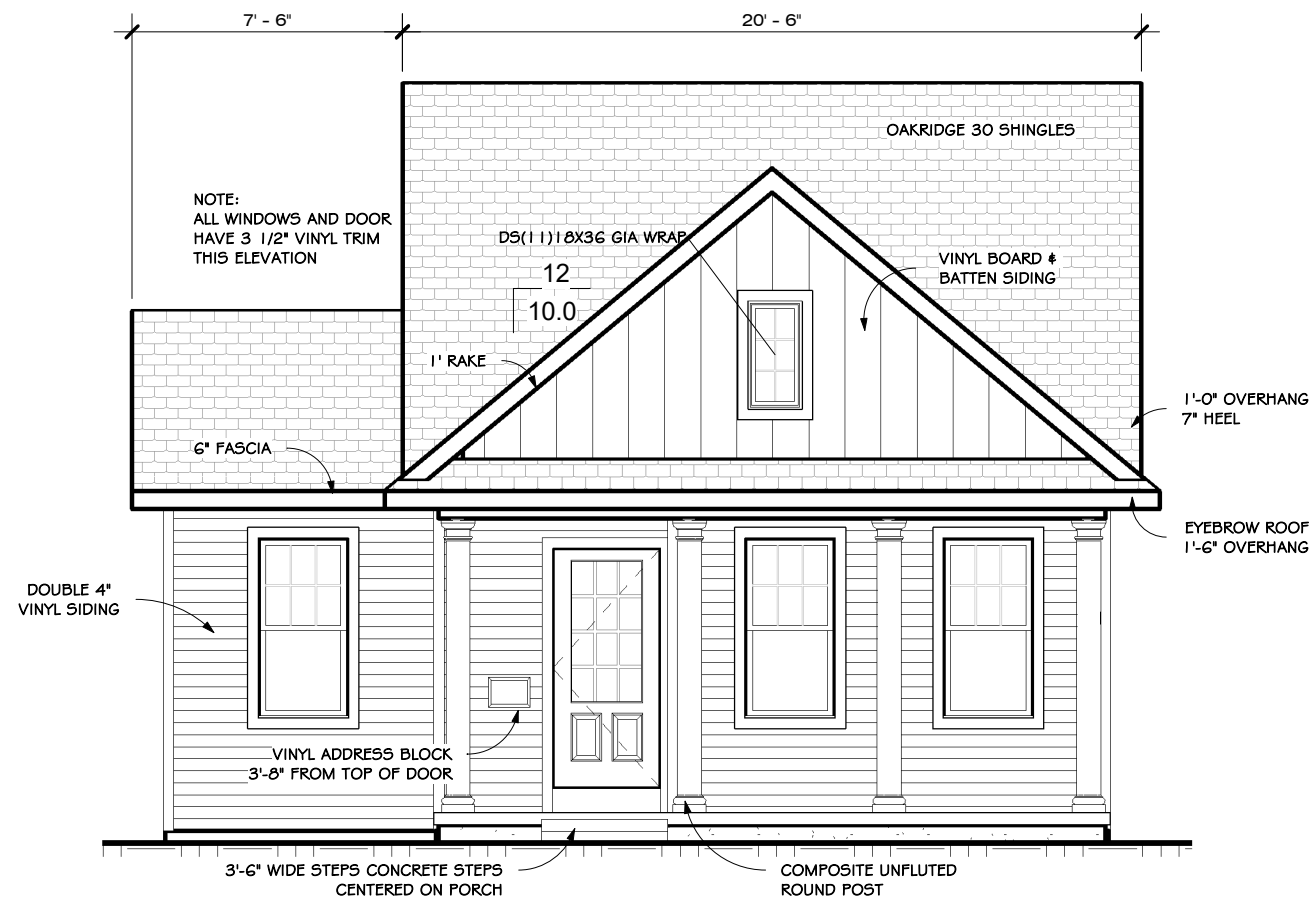 7' - 6"
20' - 6"
OAKRIDGE 30 SHINGLES
NOTE:
ALL WINDOWS AND DOOR
HAVE 3 1/2" VINYL TRIM
THIS ELEVATION
DS(11)18X36 GIA WRAP
12
10.0
VINYL BOARD &
BATTEN SIDING
1' RAKE
1'-0" OVERHANG
7" HEEL
6" FASCIA
EYEBROW ROOF
1'-6" OVERHANG
DOUBLE 4"
VINYL SIDING
VINYL ADDRESS BLOCK
3'-8" FROM TOP OF DOOR
3'-6" WIDE STEPS CONCRETE STEPS
CENTERED ON PORCH
COMPOSITE UNFLUTED
ROUND POST